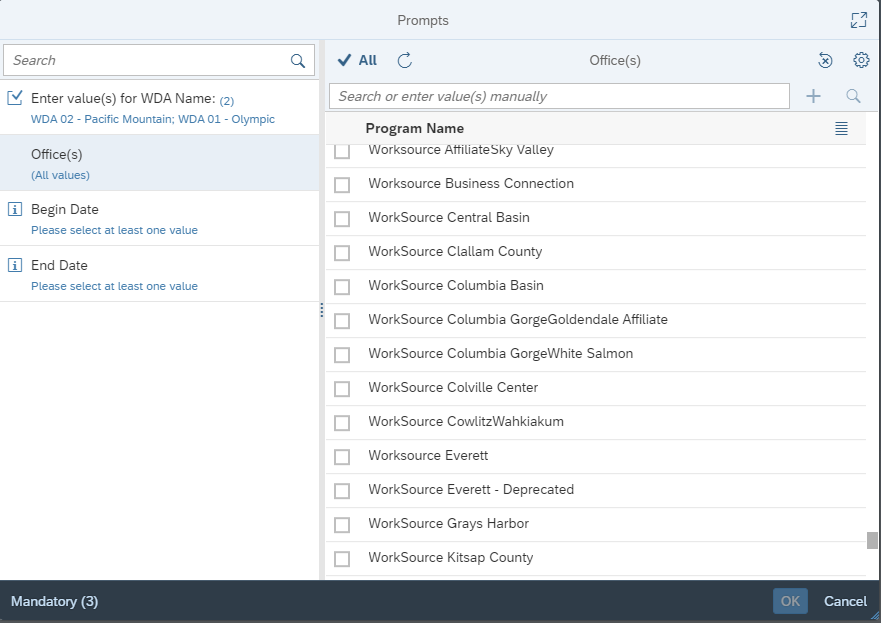 Prompts
Search
Enter value(s) for WDA Name: (2)
WDA 02 - Pacific Mountain; WDA 01 - Olympic
Office(s)
(All values)
Begin Date
Please select at least one value
End Date
Please select at least one value
All
Office(s)
Search or enter value(s) manually
Program Name
Worksource AffiliateSky Valley
Worksource Business Connection
WorkSource Central Basin
WorkSource Clallam County
WorkSource Columbia Basin
WorkSource Columbia GorgeGoldendale Affiliate
WorkSource Columbia GorgeWhite Salmon
WorkSource Colville Center
WorkSource CowlitzWahkiakum
Worksource Everett
WorkSource Everett - Deprecated
WorkSource Grays Harbor
WorkSource Kitsap County
Mandatory (3)
OK
Cancel